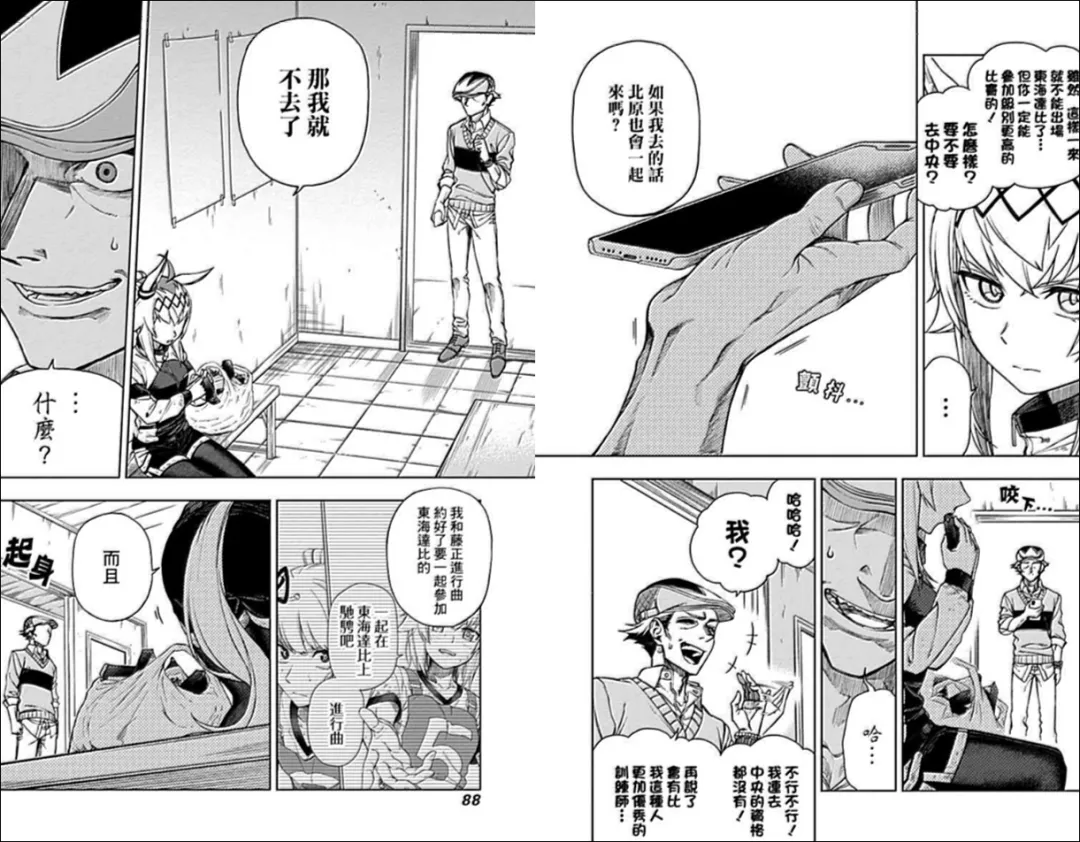 雖然 這樣一來
就不能出場
東海達比了…
但你一定能
參加級別更高的
比賽的！
怎麼樣？
要不要
去中央？
…
如果我去的話
北原也會一起
來嗎？
顫抖…
咬下…
哈…
哈哈哈！
我？
不行不行！
我連去
中央的資格
都沒有！
再說了
會有比
我這種人
更加優秀的
訓練師…
那我就
不去了
…
什麼？
我和藤正進行曲
約好了要一起參加
東海達比的
一起在
東海達比上
馳騁吧
進行曲
而且
起身
88